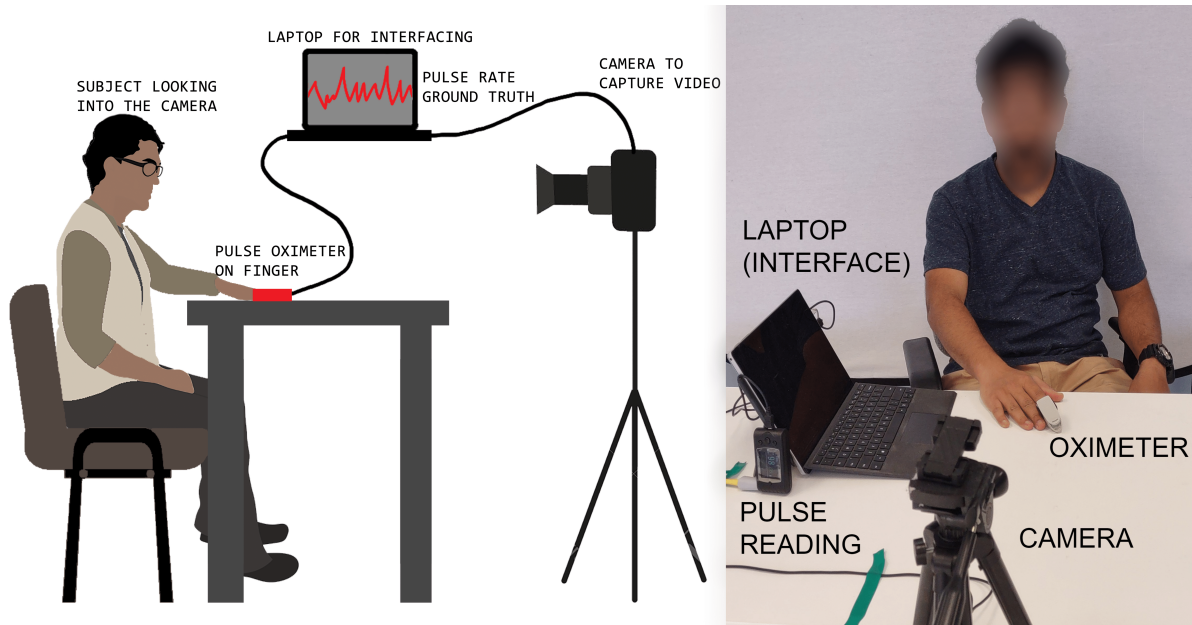 LAPTOP FOR INTERFACING
SUBJECT LOOKING
INTO THE CAMERA
PULSE RATE
GROUND TRUTH
CAMERA TO
CAPTURE VIDEO
PULSE OXIMETER
ON FINGER
LAPTOP
(INTERFACE)
OXIMETER
PULSE
READING
CAMERA